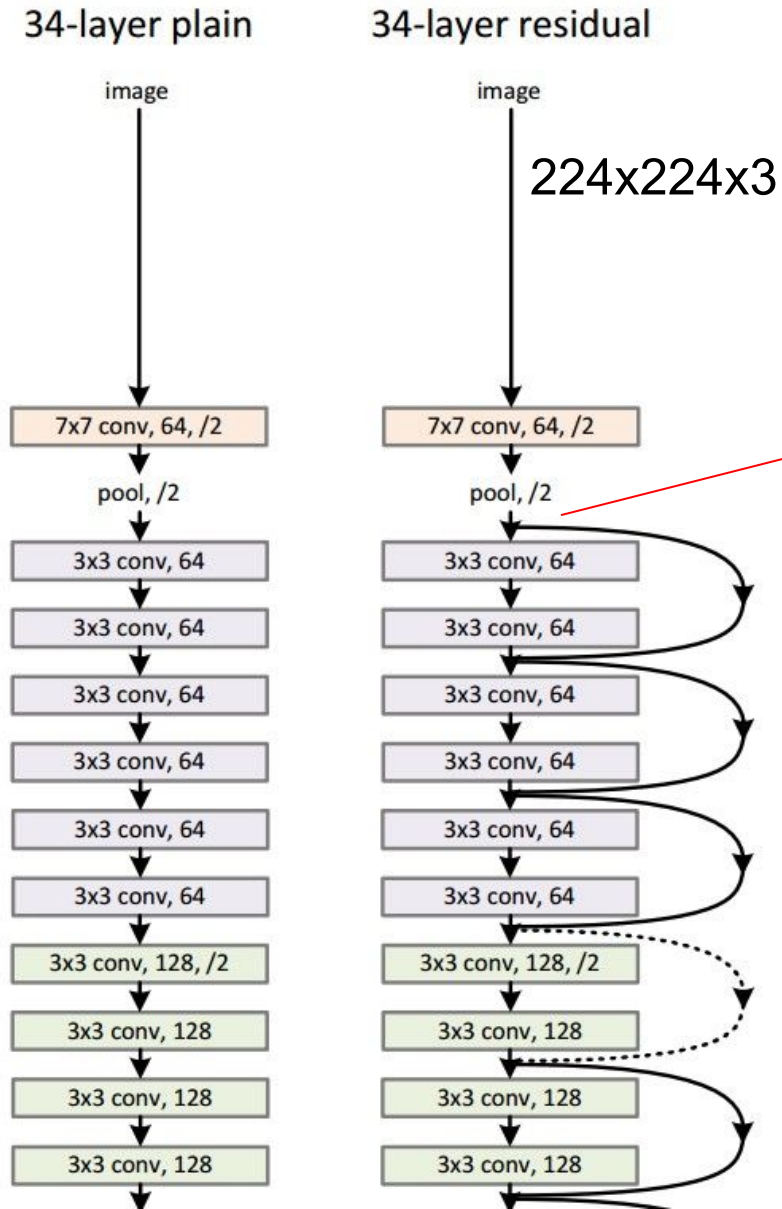 34-layer plain
image
7x7 conv, 64, /2
pool, /2
3x3 conv, 64
3x3 conv, 64
3x3 conv, 64
3x3 conv, 64
3x3 conv, 64
3x3 conv, 64
3x3 conv, 128, /2
3x3 conv, 128
3x3 conv, 128
3x3 conv, 128
34-layer residual
image
224x224x3
7x7 conv, 64, /2
pool, /2
3x3 conv, 64
3x3 conv, 64
3x3 conv, 64
3x3 conv, 64
3x3 conv, 64
3x3 conv, 64
3x3 conv, 128, /2
3x3 conv, 128
3x3 conv, 128
3x3 conv, 128